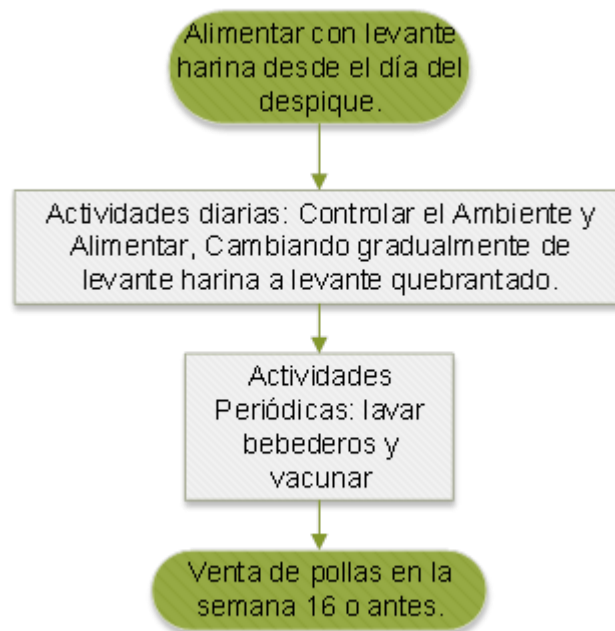 Alimentar con levante
harina desde el día del
despique.
Actividades diarias: Controlar el Ambiente y
Alimentar, Cambiando gradualmente de
levante harina a levante quebrantado.
Actividades
Periódicas: lavar
bebederos y
vacunar
Venta de pollas en la
semana 16 o antes.